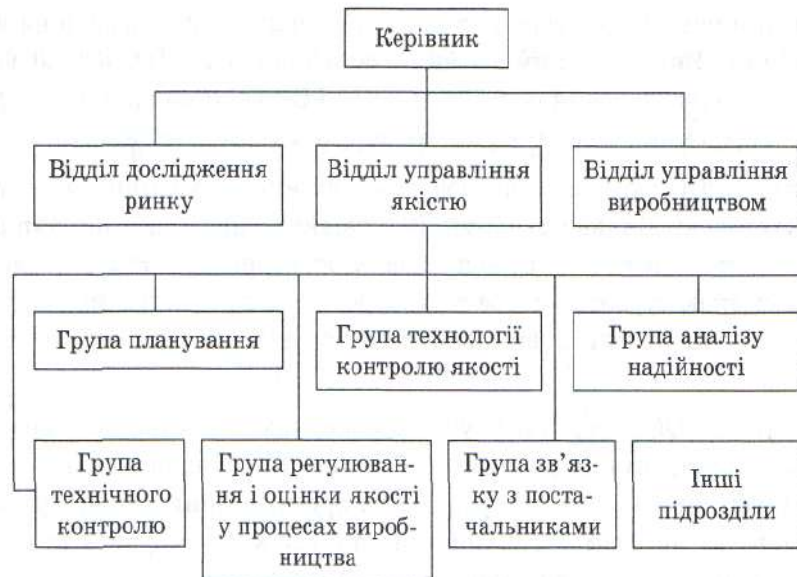 Керівник
Відділ дослідження
ринку
Відділ управління
якістю
Відділ управління
виробництвом
Група планування
Група технології
контролю якості
Група аналізу
надійності
Група
технічного
контролю
Група регулюван-
ня і оцінки якості
у процесах вироб-
ництва
Група зв’яз-
ку з поста-
чальниками
Інші
підрозділи